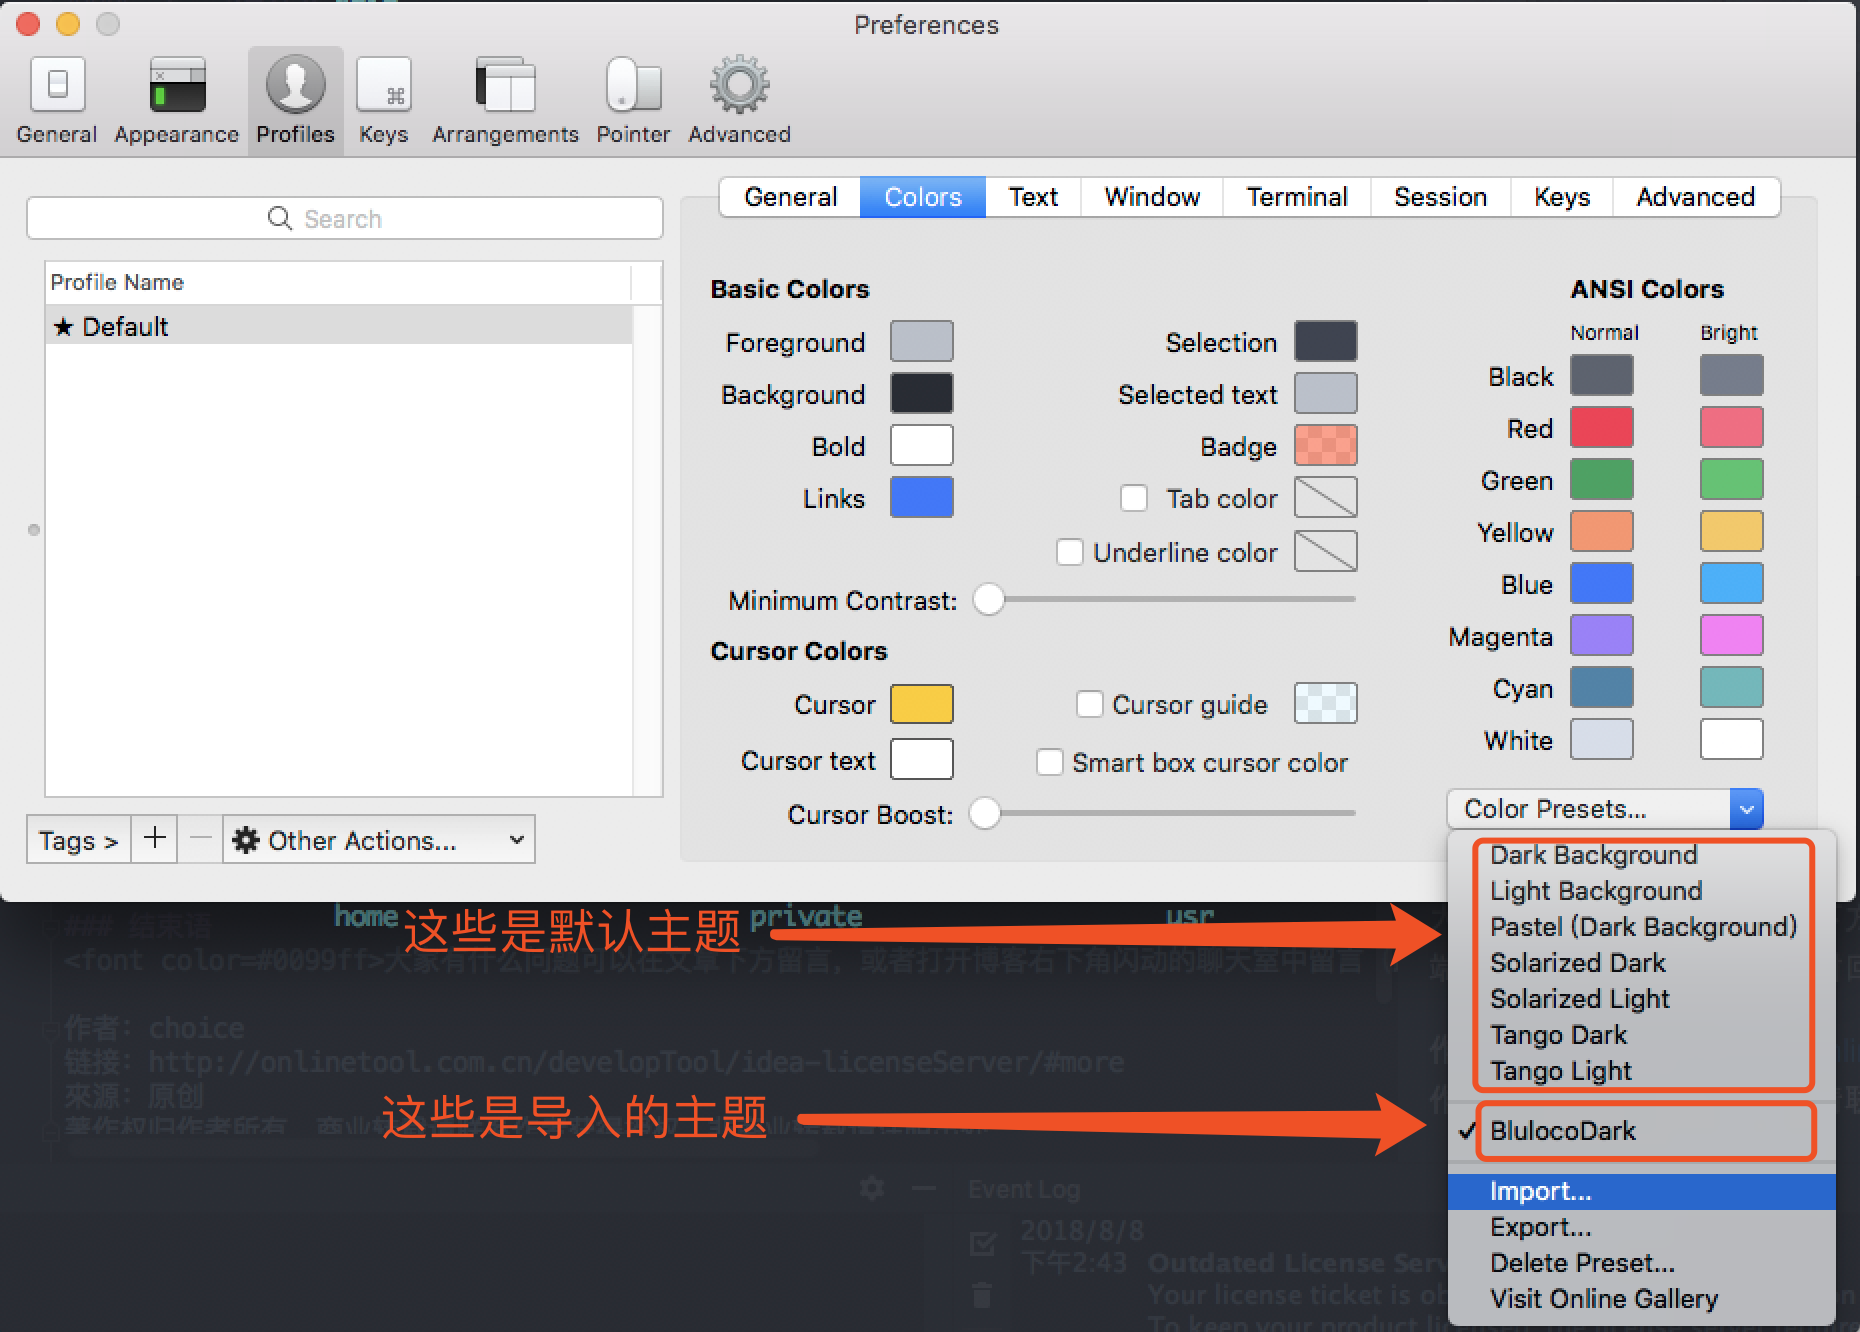 Preferences
General Appearance Profiles Keys Arrangements Pointer Advanced
Search
Profile Name
★ Default
Tags > + − Other Actions...
General Colors Text Window Terminal Session Keys Advanced
Basic Colors
Foreground
Background
Bold
Links
Selection
Selected text
Badge
Tab color
Underline color
Minimum Contrast:
Cursor Colors
Cursor
Cursor text
Cursor guide
Smart box cursor color
Cursor Boost:
ANSI Colors
Normal Bright
Black
Red
Green
Yellow
Blue
Magenta
Cyan
White
Color Presets...
Dark Background
Light Background
Pastel (Dark Background)
Solarized Dark
Solarized Light
Tango Dark
Tango Light
✓ BlulocoDark
Import...
Export...
Delete Preset...
Visit Online Gallery
### 结束语
home private usr
这些是默认主题
<font color=#0099ff>大家有什么问题可以在文章下方留言，或者打开博客右下角闪动的聊天室中留言
作者: choice
链接: http://onlinetool.com.cn/developTool/idea-licenseServer/#more
來源: 原创
这些是导入的主题
著作权归作者所有
Event Log
2018/8/8
下午2:43 Outdated License
Your license ticket is
To keep your product